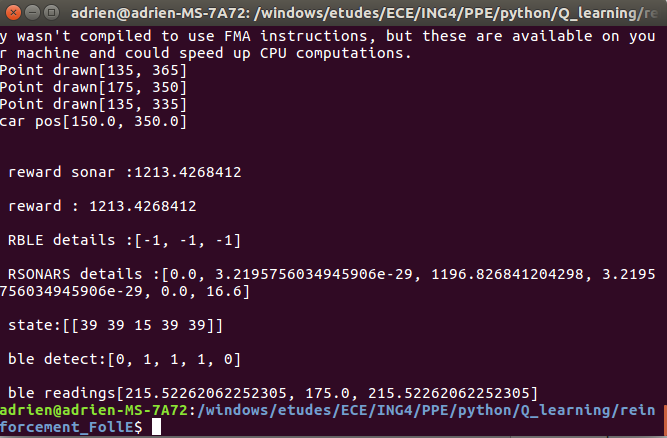 adrien@adrien-MS-7A72: /windows/etudes/ECE/ING4/PPE/python/Q_learning/re
y wasn't compiled to use FMA instructions, but these are available on you
r machine and could speed up CPU computations.
Point drawn[135, 365]
Point drawn[175, 350]
Point drawn[135, 335]
car pos[150.0, 350.0]
reward sonar :1213.4268412
reward : 1213.4268412
RBLE details :[-1, -1, -1]
RSONARS details :[0.0, 3.2195756034945906e-29, 1196.826841204298, 3.2195
756034945906e-29, 0.0, 16.6]
state:[[39 39 15 39 39]]
ble detect:[0, 1, 1, 1, 0]
ble readings[215.52262062252305, 175.0, 215.52262062252305]
adrien@adrien-MS-7A72:/windows/etudes/ECE/ING4/PPE/python/Q_learning/rein
forcement_FollE$